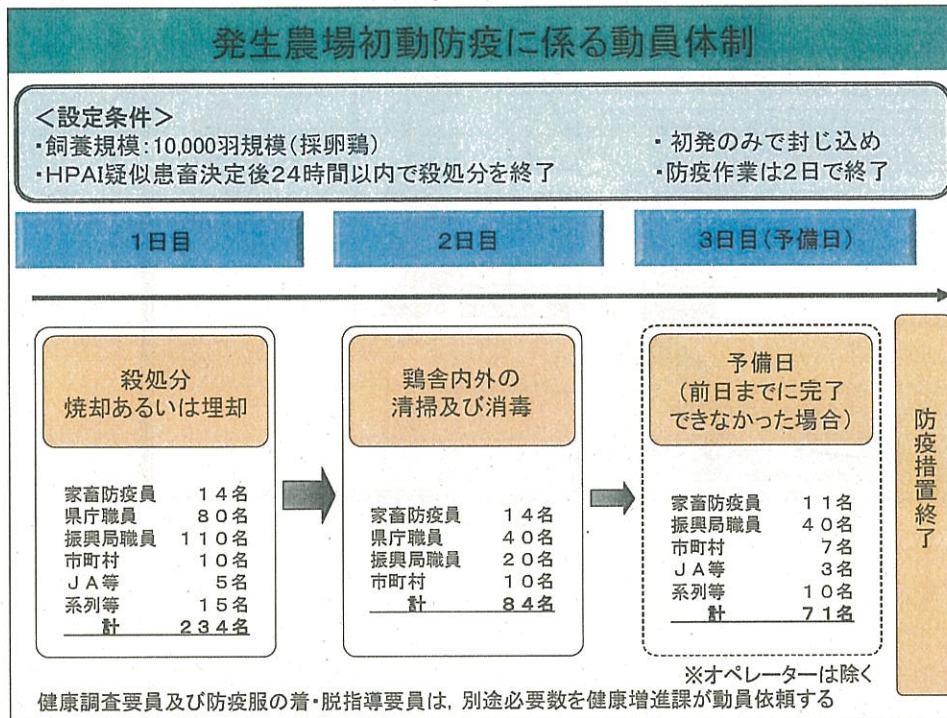 発生農場初動防疫に係る動員体制
<設定条件>
・飼養規模：10,000羽規模（採卵鶏）
・HPAI疑似患畜決定後24時間以内で殺処分を終了
・初発のみで封じ込め
・防疫作業は2日で終了
1日目
2日目
3日目（予備日）
殺処分
焼却あるいは埋却
家畜防疫員 14名
県庁職員 80名
振興局職員 110名
市町村 10名
JA等 5名
系列等 15名
計 234名
鶏舎内外の
清掃及び消毒
家畜防疫員 14名
県庁職員 40名
振興局職員 20名
市町村 10名
計 84名
予備日
（前日までに完了
できなかった場合）
家畜防疫員 11名
振興局職員 40名
市町村 7名
JA等 3名
系列等 10名
計 71名
防疫措置終了
※オペレーターは除く
健康調査要員及び防疫服の着・脱指導要員は，別途必要数を健康増進課が動員依頼する